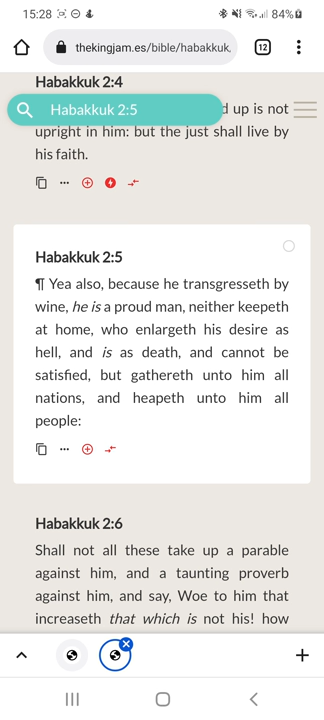 15:28
84%
thekingjam.es/bible/habakkuk,
12
Habakkuk 2:4
Habakkuk 2:5
d up is not
upright in him: but the just shall live by
his faith.
Habakkuk 2:5
¶ Yea also, because he transgresseth by
wine, he is a proud man, neither keepeth
at home, who enlargeth his desire as
hell, and is as death, and cannot be
satisfied, but gathereth unto him all
nations, and heapeth unto him all
people:
Habakkuk 2:6
Shall not all these take up a parable
against him, and a taunting proverb
against him, and say, Woe to him that
increaseth that which is not his! how